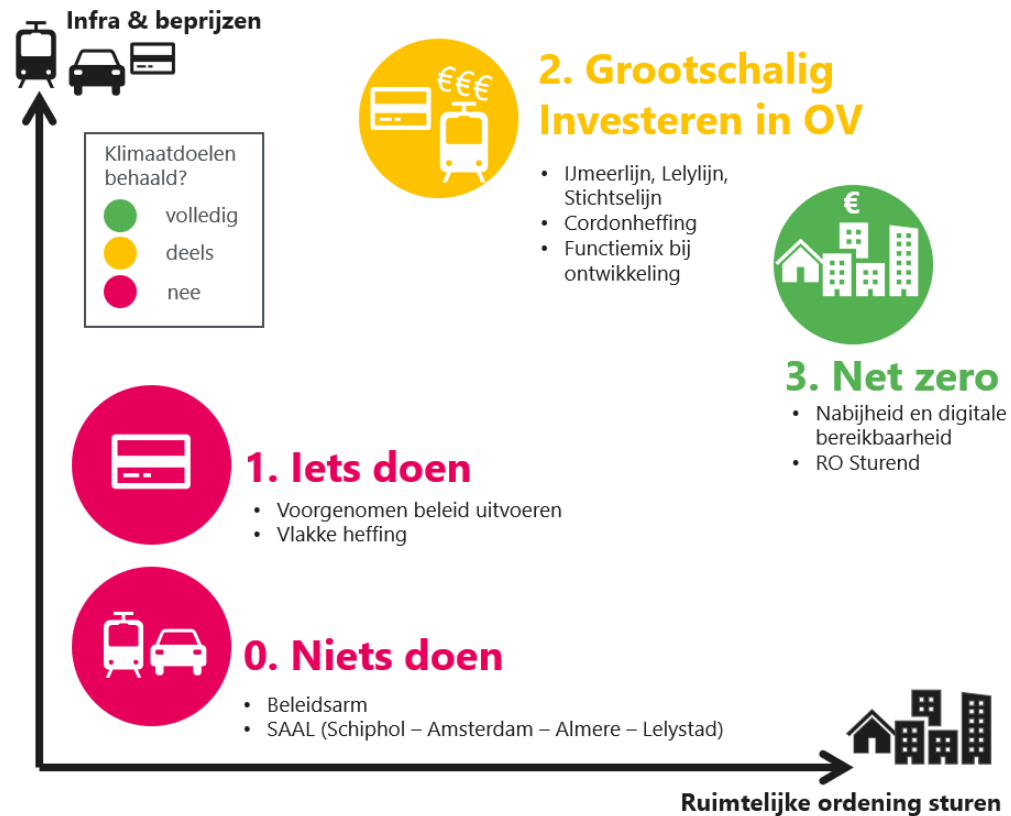 Infra & beprijzen
Klimaatdoelen
behaald?
volledig
deels
nee
€€€
2. Grootschalig
Investeren in OV
• IJmeerlijn, Lelylijn,
Stichtselijn
• Cordonheffing
• Functiemix bij
ontwikkeling
€
3. Net zero
• Nabijheid en digitale
bereikbaarheid
• RO Sturend
1. Iets doen
• Voorgenomen beleid uitvoeren
• Vlakke heffing
0. Niets doen
• Beleidsarm
• SAAL (Schiphol – Amsterdam – Almere – Lelystad)
Ruimtelijke ordening sturen